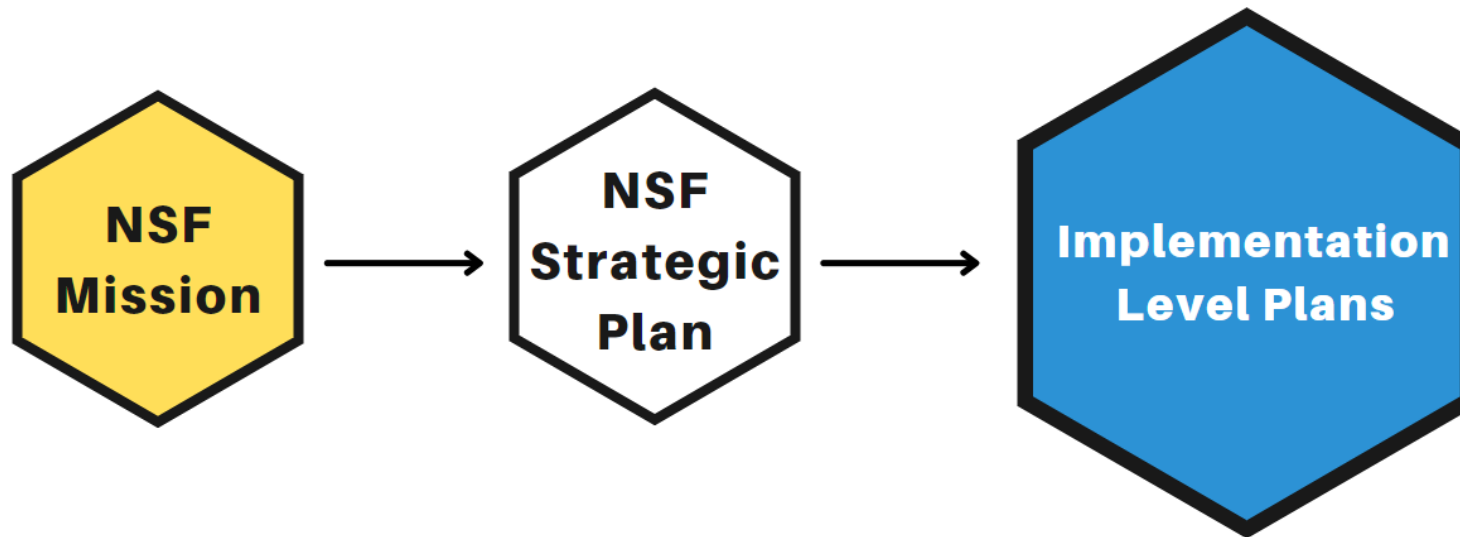 NSF
Mission
NSF
Strategic
Plan
Implementation
Level Plans